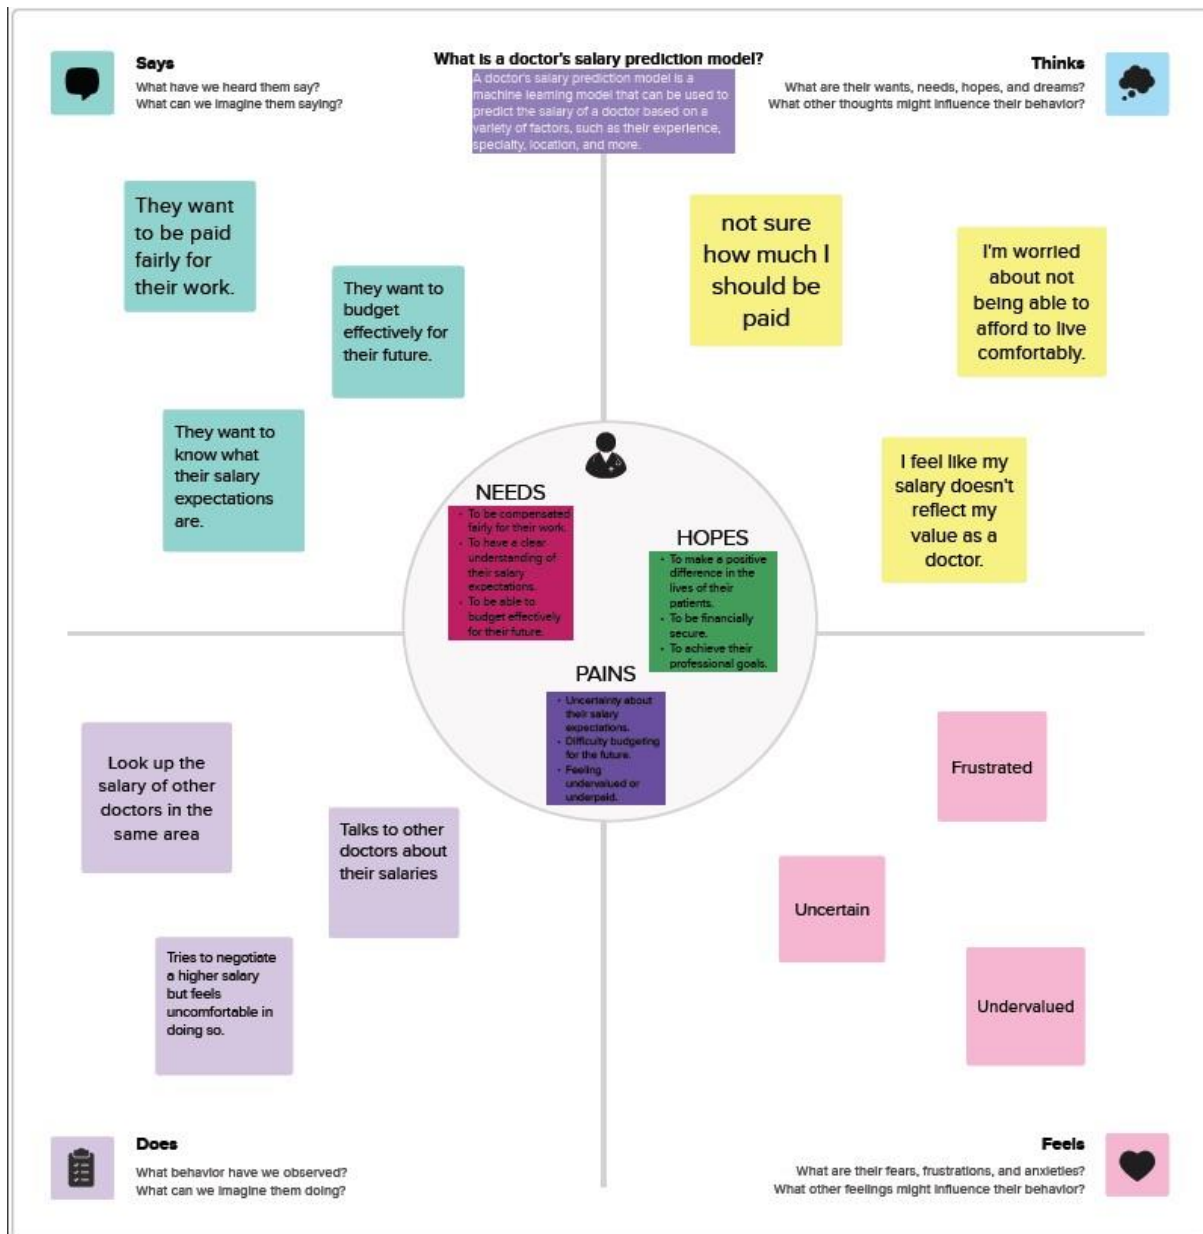 What is a doctor's salary prediction model?
A doctor's salary prediction model is a
machine learning model that can be used to
predict the salary of a doctor based on a
variety of factors, such as their experience,
specialty, location, and more.
Says
What have we heard them say?
What can we imagine them saying?
Thinks
What are their wants, needs, hopes, and dreams?
What other thoughts might influence their behavior?
They want
to be paid
fairly for
their work.
They want to
budget
effectively for
their future.
They want to
know what
their salary
expectations
are.
not sure
how much I
should be
paid
I'm worried
about not
being able to
afford to live
comfortably.
I feel like my
salary doesn't
reflect my
value as a
doctor.
NEEDS
• To be compensated
fairly for their work.
• To have a clear
understanding of
their salary
expectations.
• To be able to
budget effectively
for their future.
HOPES
• To make a positive
difference in the
lives of their
patients.
• To be financially
secure.
• To achieve their
professional goals.
PAINS
• Uncertainty about
their salary
expectations.
• Difficulty budgeting
for the future.
• Feeling
undervalued or
underpaid.
Look up the
salary of other
doctors in the
same area
Talks to other
doctors about
their salaries
Tries to negotiate
a higher salary
but feels
uncomfortable in
doing so.
Frustrated
Uncertain
Undervalued
Does
What behavior have we observed?
What can we imagine them doing?
Feels
What are their fears, frustrations, and anxieties?
What other feelings might influence their behavior?